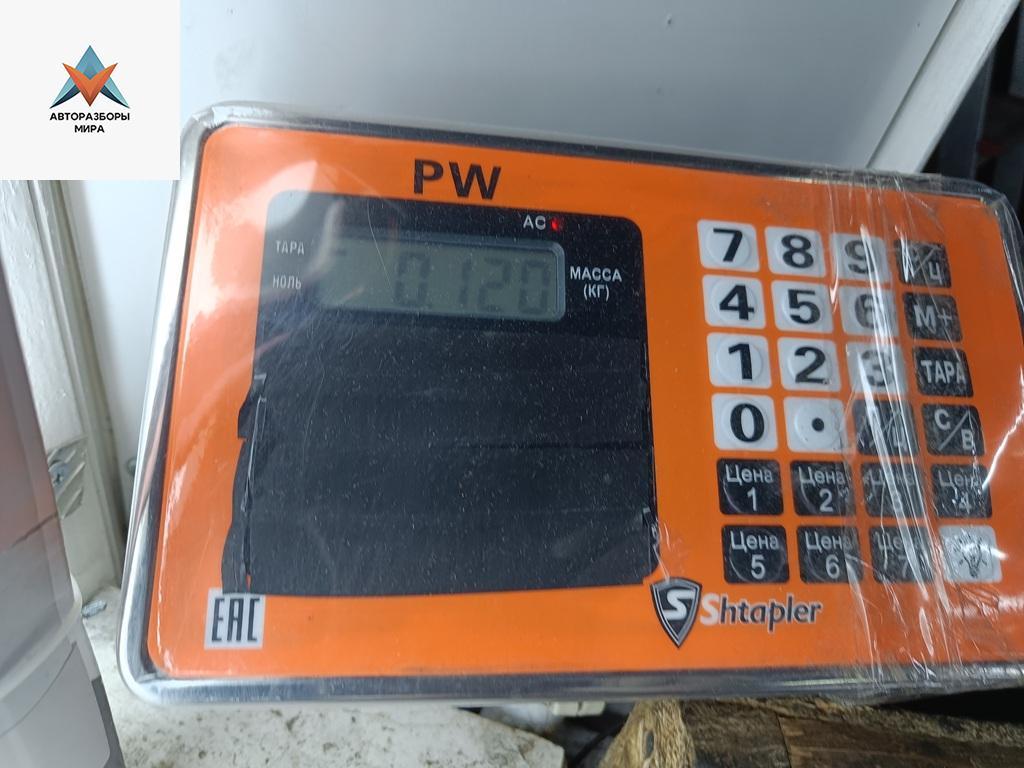 АВТОРАЗБОРЫ
МИРА
PW
AC
ТАРА
НОЛЬ
0.120
МАССА
(КГ)
7 8 9
4 5 6 М+
1 2 3 ТАРА
0 . С/В
Цена 1 Цена 2 Цена 4
Цена 5 Цена 6
EAC
S Shtapler